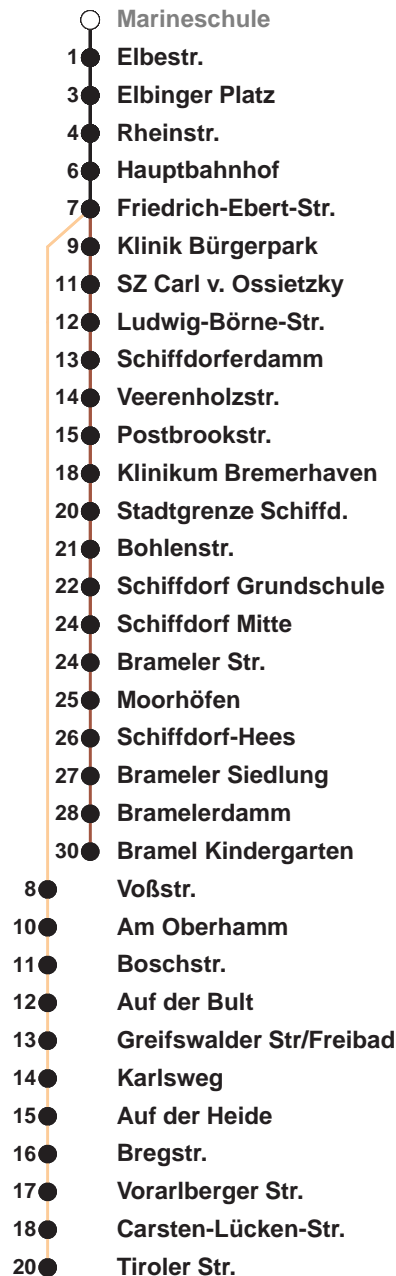 Marineschule
1 Elbestr.
3 Elbinger Platz
4 Rheinstr.
6 Hauptbahnhof
7 Friedrich-Ebert-Str.
9 Klinik Bürgerpark
11 SZ Carl v. Ossietzky
12 Ludwig-Börne-Str.
13 Schiffdorferdamm
14 Veerenholzstr.
15 Postbrookstr.
18 Klinikum Bremerhaven
20 Stadtgrenze Schiffd.
21 Bohlenstr.
22 Schiffdorf Grundschule
24 Schiffdorf Mitte
24 Brameler Str.
25 Moorhöfen
26 Schiffdorf-Hees
27 Brameler Siedlung
28 Bramelerdamm
30 Bramel Kindergarten
8 Voßstr.
10 Am Oberhamm
11 Boschstr.
12 Auf der Bult
13 Greifswalder Str/Freibad
14 Karlsweg
15 Auf der Heide
16 Bregstr.
17 Vorarlberger Str.
18 Carsten-Lücken-Str.
20 Tiroler Str.